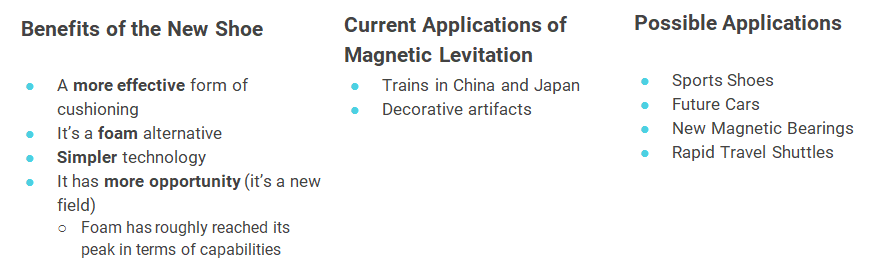 Benefits of the New Shoe
● A more effective form of
cushioning
● It’s a foam alternative
● Simpler technology
● It has more opportunity (it’s a new
field)
○ Foam has roughly reached its
peak in terms of capabilities
Current Applications of
Magnetic Levitation
● Trains in China and Japan
● Decorative artifacts
Possible Applications
● Sports Shoes
● Future Cars
● New Magnetic Bearings
● Rapid Travel Shuttles